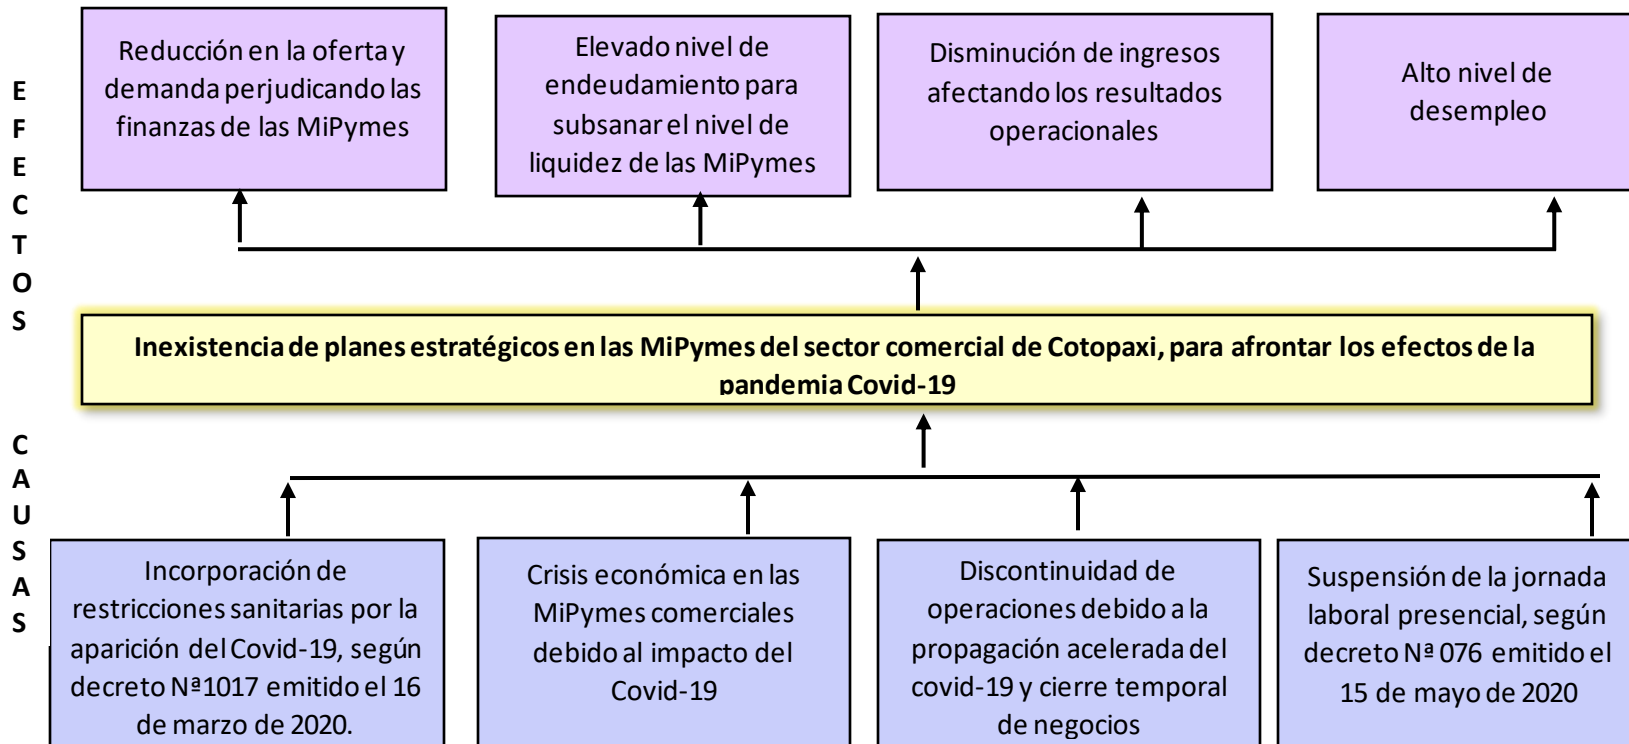 EFECTOS
Reducción en la oferta y
demanda perjudicando las
finanzas de las MiPymes
Elevado nivel de
endeudamiento para
subsanar el nivel de
liquidez de las MiPymes
Disminución de ingresos
afectando los resultados
operacionales
Alto nivel de
desempleo
Inexistencia de planes estratégicos en las MiPymes del sector comercial de Cotopaxi, para afrontar los efectos de la
pandemia Covid-19
CAUSAS
Incorporación de
restricciones sanitarias por la
aparición del Covid-19, según
decreto Nª1017 emitido el 16
de marzo de 2020.
Crisis económica en las
MiPymes comerciales
debido al impacto del
Covid-19
Discontinuidad de
operaciones debido a la
propagación acelerada del
covid-19 y cierre temporal
de negocios
Suspensión de la jornada
laboral presencial, según
decreto Nª 076 emitido el
15 de mayo de 2020